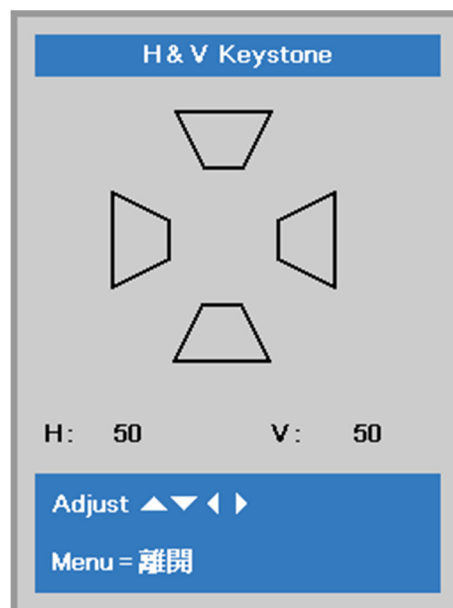 H & V Keystone
H : 50 V : 50
Adjust ▲▼◀▶
Menu = 離開